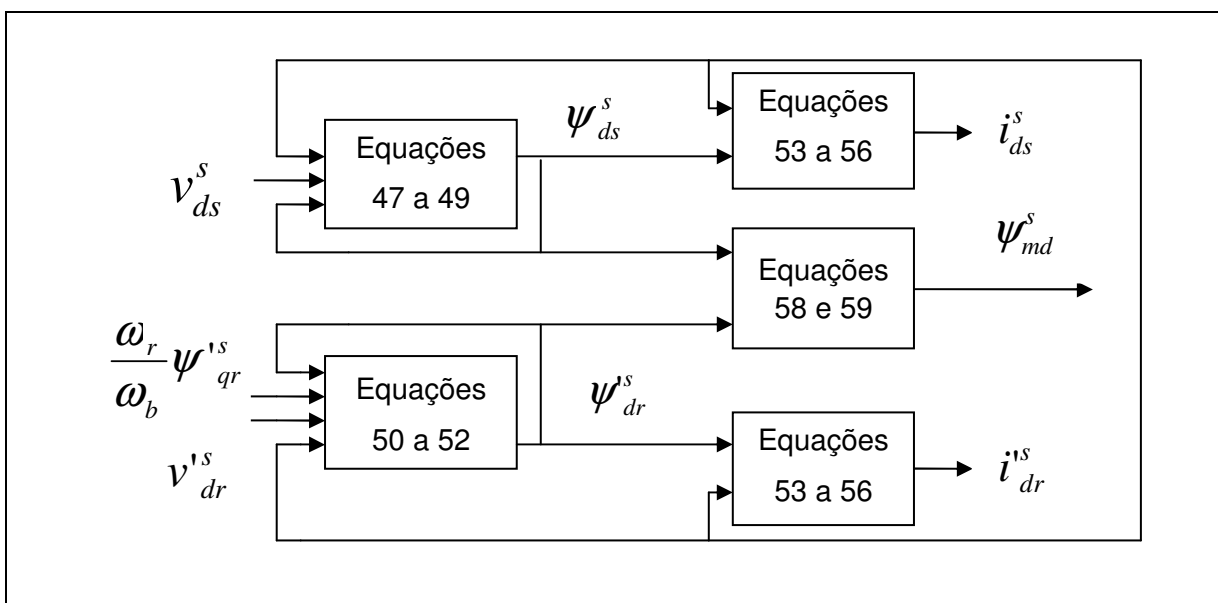 Equações
53 a 56
ψ^s_ds
i^s_ds
Equações
47 a 49
v^s_ds
ψ^s_md
Equações
58 e 59
ω_r/ω_b ψ'^s_qr
Equações
50 a 52
ψ'^s_dr
v'^s_dr
Equações
53 a 56
i'^s_dr